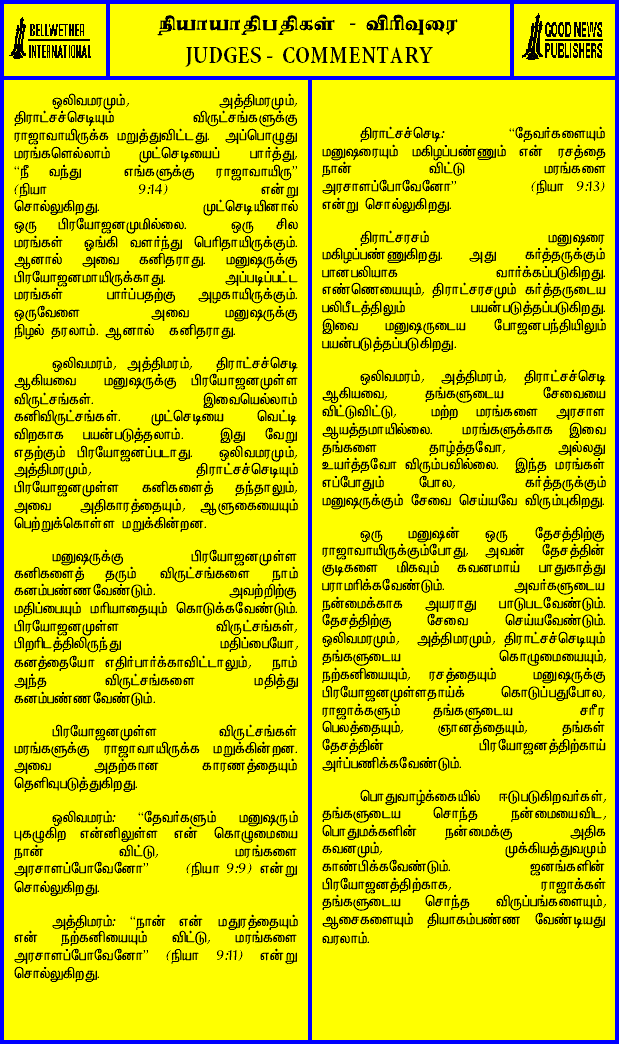 BELLWETHER
INTERNATIONAL
நியாயாதிபதிகள் - விரிவுரை
JUDGES - COMMENTARY
GOOD NEWS
PUBLISHERS
ஒலிவமரமும், அத்திமரமும்,
திராட்சச்செடியும் விருட்சங்களுக்கு
ராஜாவாயிருக்க மறுத்துவிட்டது. அப்பொழுது
மரங்களெல்லாம் முட்செடியைப் பார்த்து,
“நீ வந்து எங்களுக்கு ராஜாவாயிரு”
(நியா 9:14) என்று
சொல்லுகிறது. முட்செடியினால்
ஒரு பிரயோஜனமுமில்லை. ஒரு சில
மரங்கள் ஓங்கி வளர்ந்து பெரிதாயிருக்கும்.
ஆனால் அவை கனிதராது. மனுஷருக்கு
பிரயோஜனமாயிருக்காது. அப்படிப்பட்ட
மரங்கள் பார்ப்பதற்கு அழகாயிருக்கும்.
ஒருவேளை அவை மனுஷருக்கு
நிழல் தரலாம். ஆனால் கனிதராது.
ஒலிவமரம், அத்திமரம், திராட்சச்செடி
ஆகியவை மனுஷருக்கு பிரயோஜனமுள்ள
விருட்சங்கள். இவையெல்லாம்
கனிவிருட்சங்கள். முட்செடியை வெட்டி
விறகாக பயன்படுத்தலாம். இது வேறு
எதற்கும் பிரயோஜனப்படாது. ஒலிவமரமும்,
அத்திமரமும், திராட்சச்செடியும்
பிரயோஜனமுள்ள கனிகளைத் தந்தாலும்,
அவை அதிகாரத்தையும், ஆளுகையையும்
பெற்றுக்கொள்ள மறுக்கின்றன.
மனுஷருக்கு பிரயோஜனமுள்ள
கனிகளைத் தரும் விருட்சங்களை நாம்
கனம்பண்ணவேண்டும். அவற்றிற்கு
மதிப்பையும் மரியாதையும் கொடுக்கவேண்டும்.
பிரயோஜனமுள்ள விருட்சங்கள்,
பிறரிடத்திலிருந்து மதிப்பையோ,
கனத்தையோ எதிர்பார்க்காவிட்டாலும், நாம்
அந்த விருட்சங்களை மதித்து
கனம்பண்ணவேண்டும்.
பிரயோஜனமுள்ள விருட்சங்கள்
மரங்களுக்கு ராஜாவாயிருக்க மறுக்கின்றன.
அவை அதற்கான காரணத்தையும்
தெளிவுபடுத்துகிறது.
ஒலிவமரம்: “தேவர்களும் மனுஷரும்
புகழுகிற என்னிலுள்ள என் கொழுமையை
நான் விட்டு, மரங்களை
அரசாளப்போவேனோ” (நியா 9:9) என்று
சொல்லுகிறது.
அத்திமரம்: “நான் என் மதுரத்தையும்
என் நற்கனியையும் விட்டு, மரங்களை
அரசாளப்போவேனோ” (நியா 9:11) என்று
சொல்லுகிறது.
திராட்சச்செடி: “தேவர்களையும்
மனுஷரையும் மகிழப்பண்ணும் என் ரசத்தை
நான் விட்டு மரங்களை
அரசாளப்போவேனோ” (நியா 9:13)
என்று சொல்லுகிறது.
திராட்சரசம் மனுஷரை
மகிழப்பண்ணுகிறது. அது கர்த்தருக்கும்
பானபலியாக வார்க்கப்படுகிறது.
எண்ணெயையும், திராட்சரசமும் கர்த்தருடைய
பலிபீடத்திலும் பயன்படுத்தப்படுகிறது.
இவை மனுஷருடைய போஜனபந்தியிலும்
பயன்படுத்தப்படுகிறது.
ஒலிவமரம், அத்திமரம், திராட்சச்செடி
ஆகியவை, தங்களுடைய சேவையை
விட்டுவிட்டு, மற்ற மரங்களை அரசாள
ஆயத்தமாயில்லை. மரங்களுக்காக இவை
தங்களை தாழ்த்தவோ, அல்லது
உயர்த்தவோ விரும்பவில்லை. இந்த மரங்கள்
எப்போதும் போல, கர்த்தருக்கும்
மனுஷருக்கும் சேவை செய்யவே விரும்புகிறது.
ஒரு மனுஷன் ஒரு தேசத்திற்கு
ராஜாவாயிருக்கும்போது, அவன் தேசத்தின்
குடிகளை மிகவும் கவனமாய் பாதுகாத்து
பராமரிக்கவேண்டும். அவர்களுடைய
நன்மைக்காக அயராது பாடுபடவேண்டும்.
தேசத்திற்கு சேவை செய்யவேண்டும்.
ஒலிவமரமும், அத்திமரமும், திராட்சச்செடியும்
தங்களுடைய கொழுமையையும்,
நற்கனியையும், ரசத்தையும் மனுஷருக்கு
பிரயோஜனமுள்ளதாய்க் கொடுப்பதுபோல,
ராஜாக்களும் தங்களுடைய சரீர
பெலத்தையும், ஞானத்தையும், தங்கள்
தேசத்தின் பிரயோஜனத்திற்காய்
அர்ப்பணிக்கவேண்டும்.
பொதுவாழ்க்கையில் ஈடுபடுகிறவர்கள்,
தங்களுடைய சொந்த நன்மையைவிட,
பொதுமக்களின் நன்மைக்கு அதிக
கவனமும், முக்கியத்துவமும்
காண்பிக்கவேண்டும். ஜனங்களின்
பிரயோஜனத்திற்காக, ராஜாக்கள்
தங்களுடைய சொந்த விருப்பங்களையும்,
ஆசைகளையும் தியாகம்பண்ண வேண்டியது
வரலாம்.